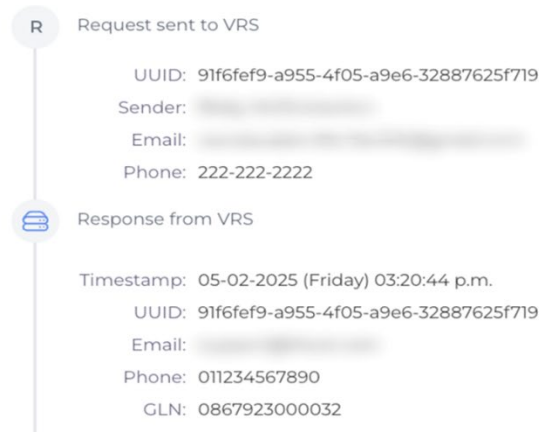 R
Request sent to VRS
UUID: 91f6fef9-a955-4f05-a9e6-32887625f719
Sender:
Email:
Phone: 222-222-2222
Response from VRS
Timestamp: 05-02-2025 (Friday) 03:20:44 p.m.
UUID: 91f6fef9-a955-4f05-a9e6-32887625f719
Email:
Phone: 011234567890
GLN: 0867923000032